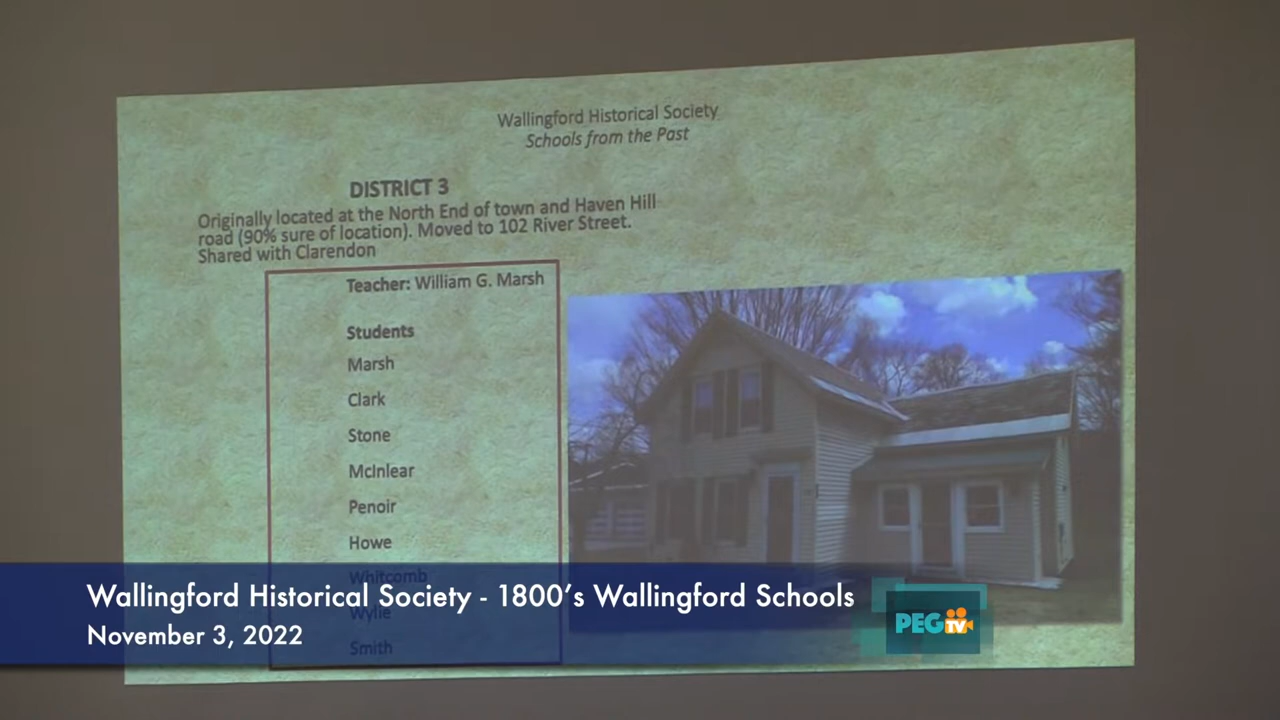 Wallingford Historical Society
Schools from the Past
DISTRICT 3
Originally located at the North End of town and Haven Hill
road (90% sure of location). Moved to 102 River Street.
Shared with Clarendon
Teacher: William G. Marsh
Students
Marsh
Clark
Stone
McInlear
Penoir
Howe
Whitcomb
Wylie
Smith
Wallingford Historical Society - 1800's Wallingford Schools
November 3, 2022
PEG TV